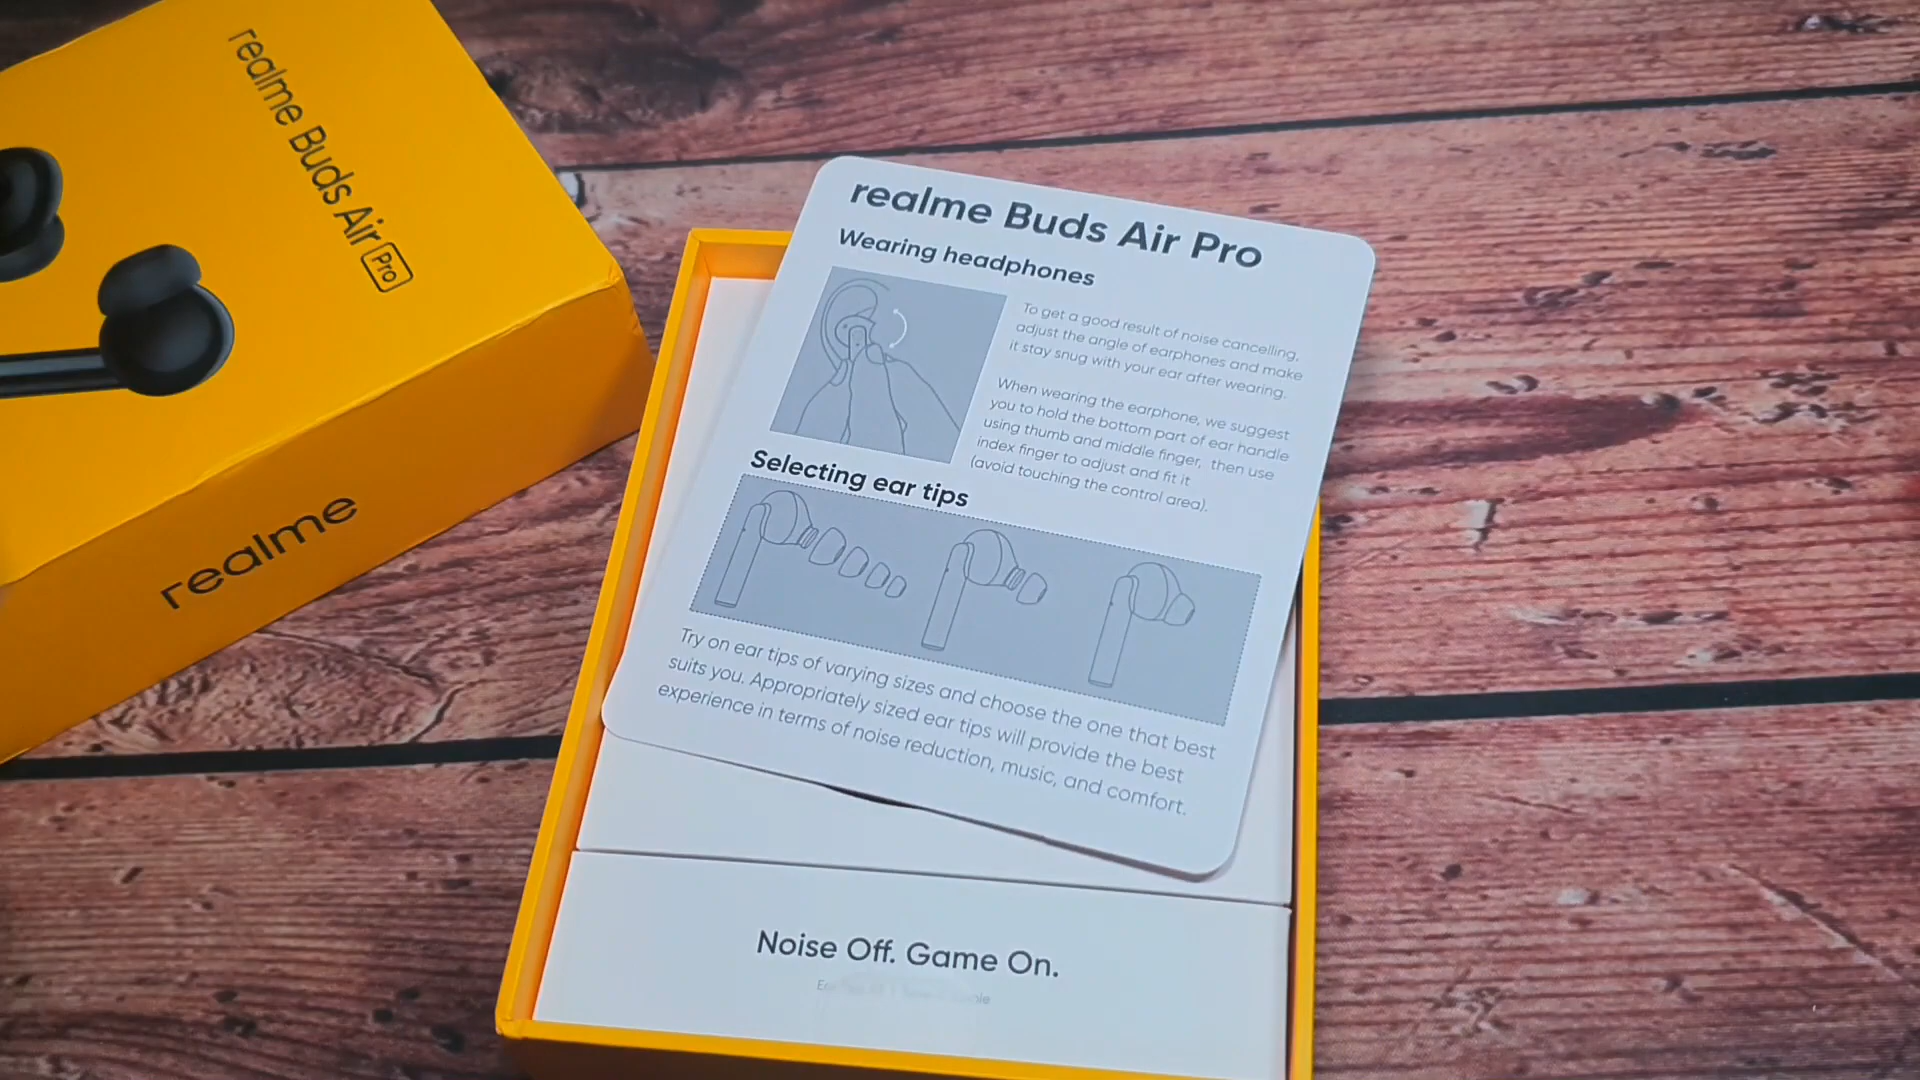 realme Buds Air Pro
realme
realme Buds Air Pro
Wearing headphones
To get a good result of noise cancelling,
adjust the angle of earphones and make
it stay snug with your ear after wearing.
When wearing the earphone, we suggest
you to hold the bottom part of ear handle
using thumb and middle finger, then use
index finger to adjust and fit it
(avoid touching the control area).
Selecting ear tips
Try on ear tips of varying sizes and choose the one that best
suits you. Appropriately sized ear tips will provide the best
experience in terms of noise reduction, music, and comfort.
Noise Off. Game On.